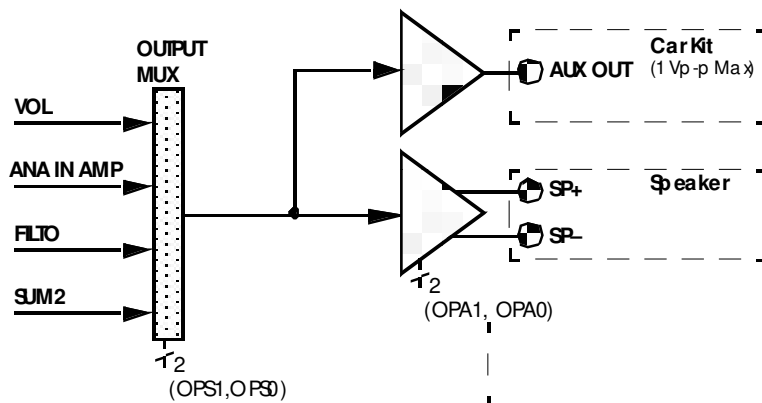 OUTPUT
MUX
VOL
ANA IN AMP
FILTO
SUM2
2
(OPS1,OPS0)
AUX OUT
Car Kit
(1 Vp-p Max)
SP+
SP–
Speaker
2
(OPA1, OPA0)